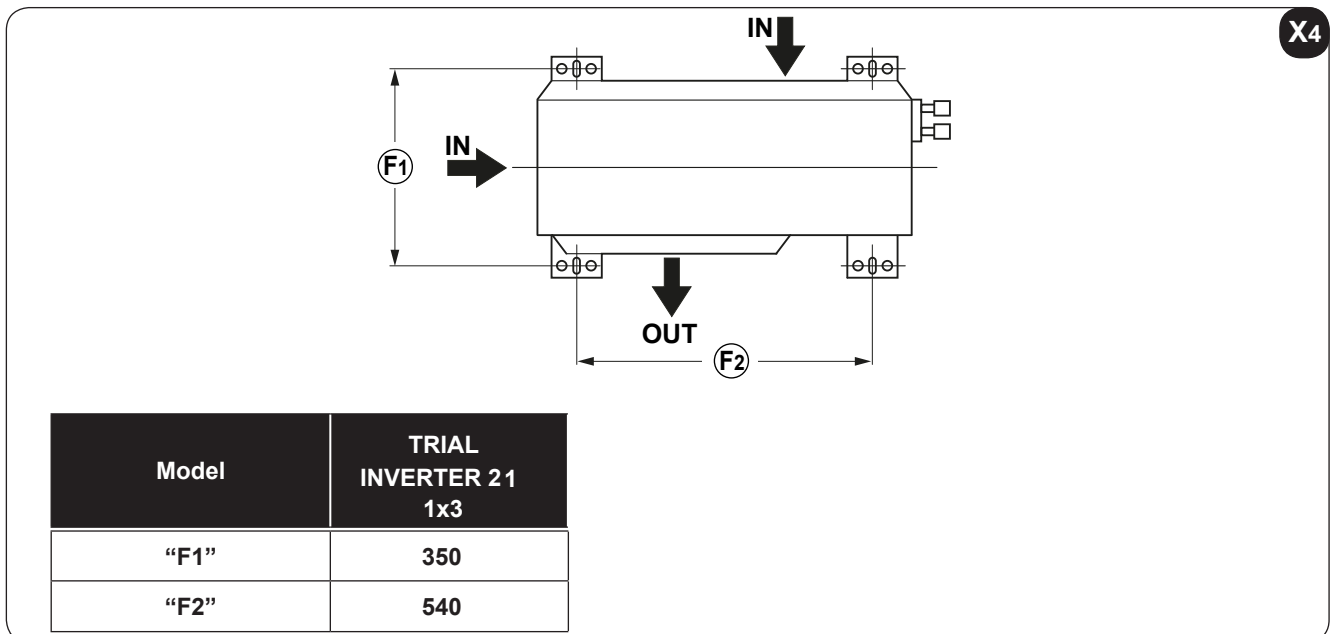 X4
IN
IN
F1
OUT
F2
Model
TRIAL
INVERTER 21
1x3
“F1”
350
“F2”
540